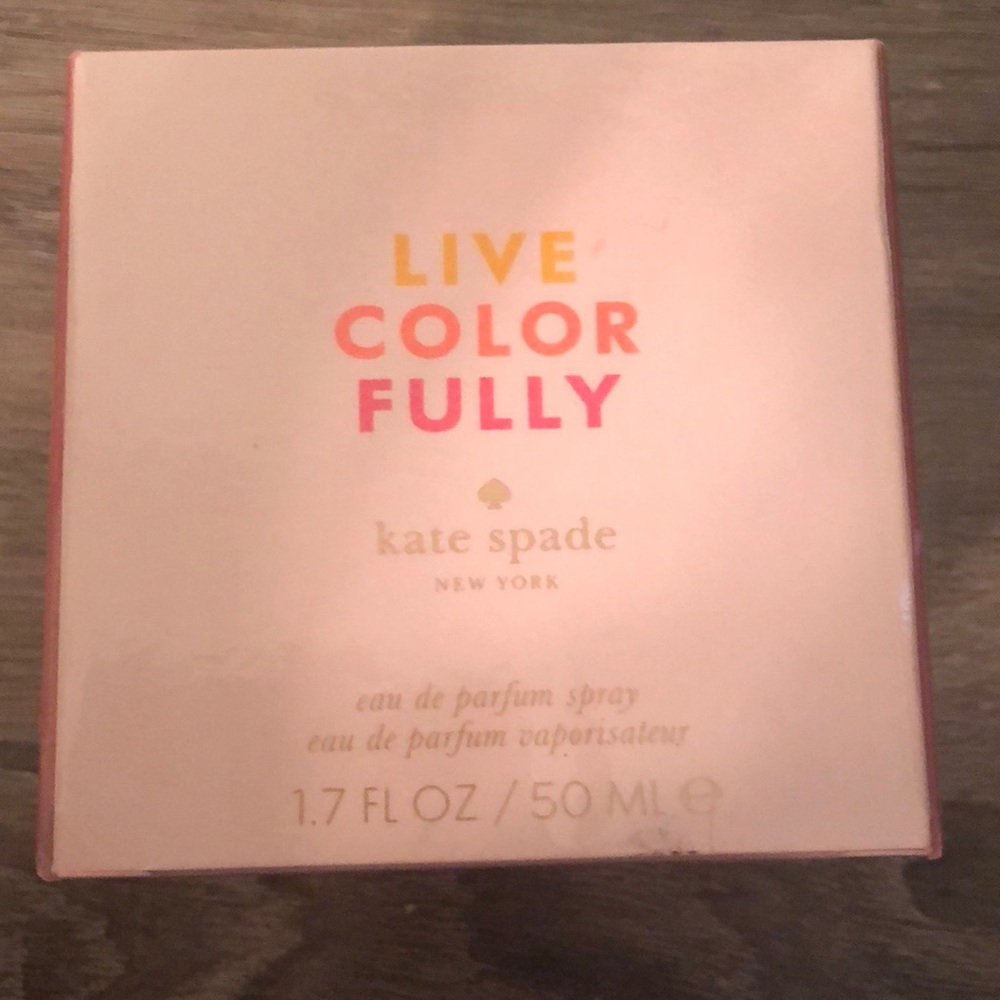 LIVE
COLOR
FULLY
kate spade
NEW YORK
eau de parfum spray
eau de parfum vaporisateur
1.7 FL OZ / 50 ML ℮